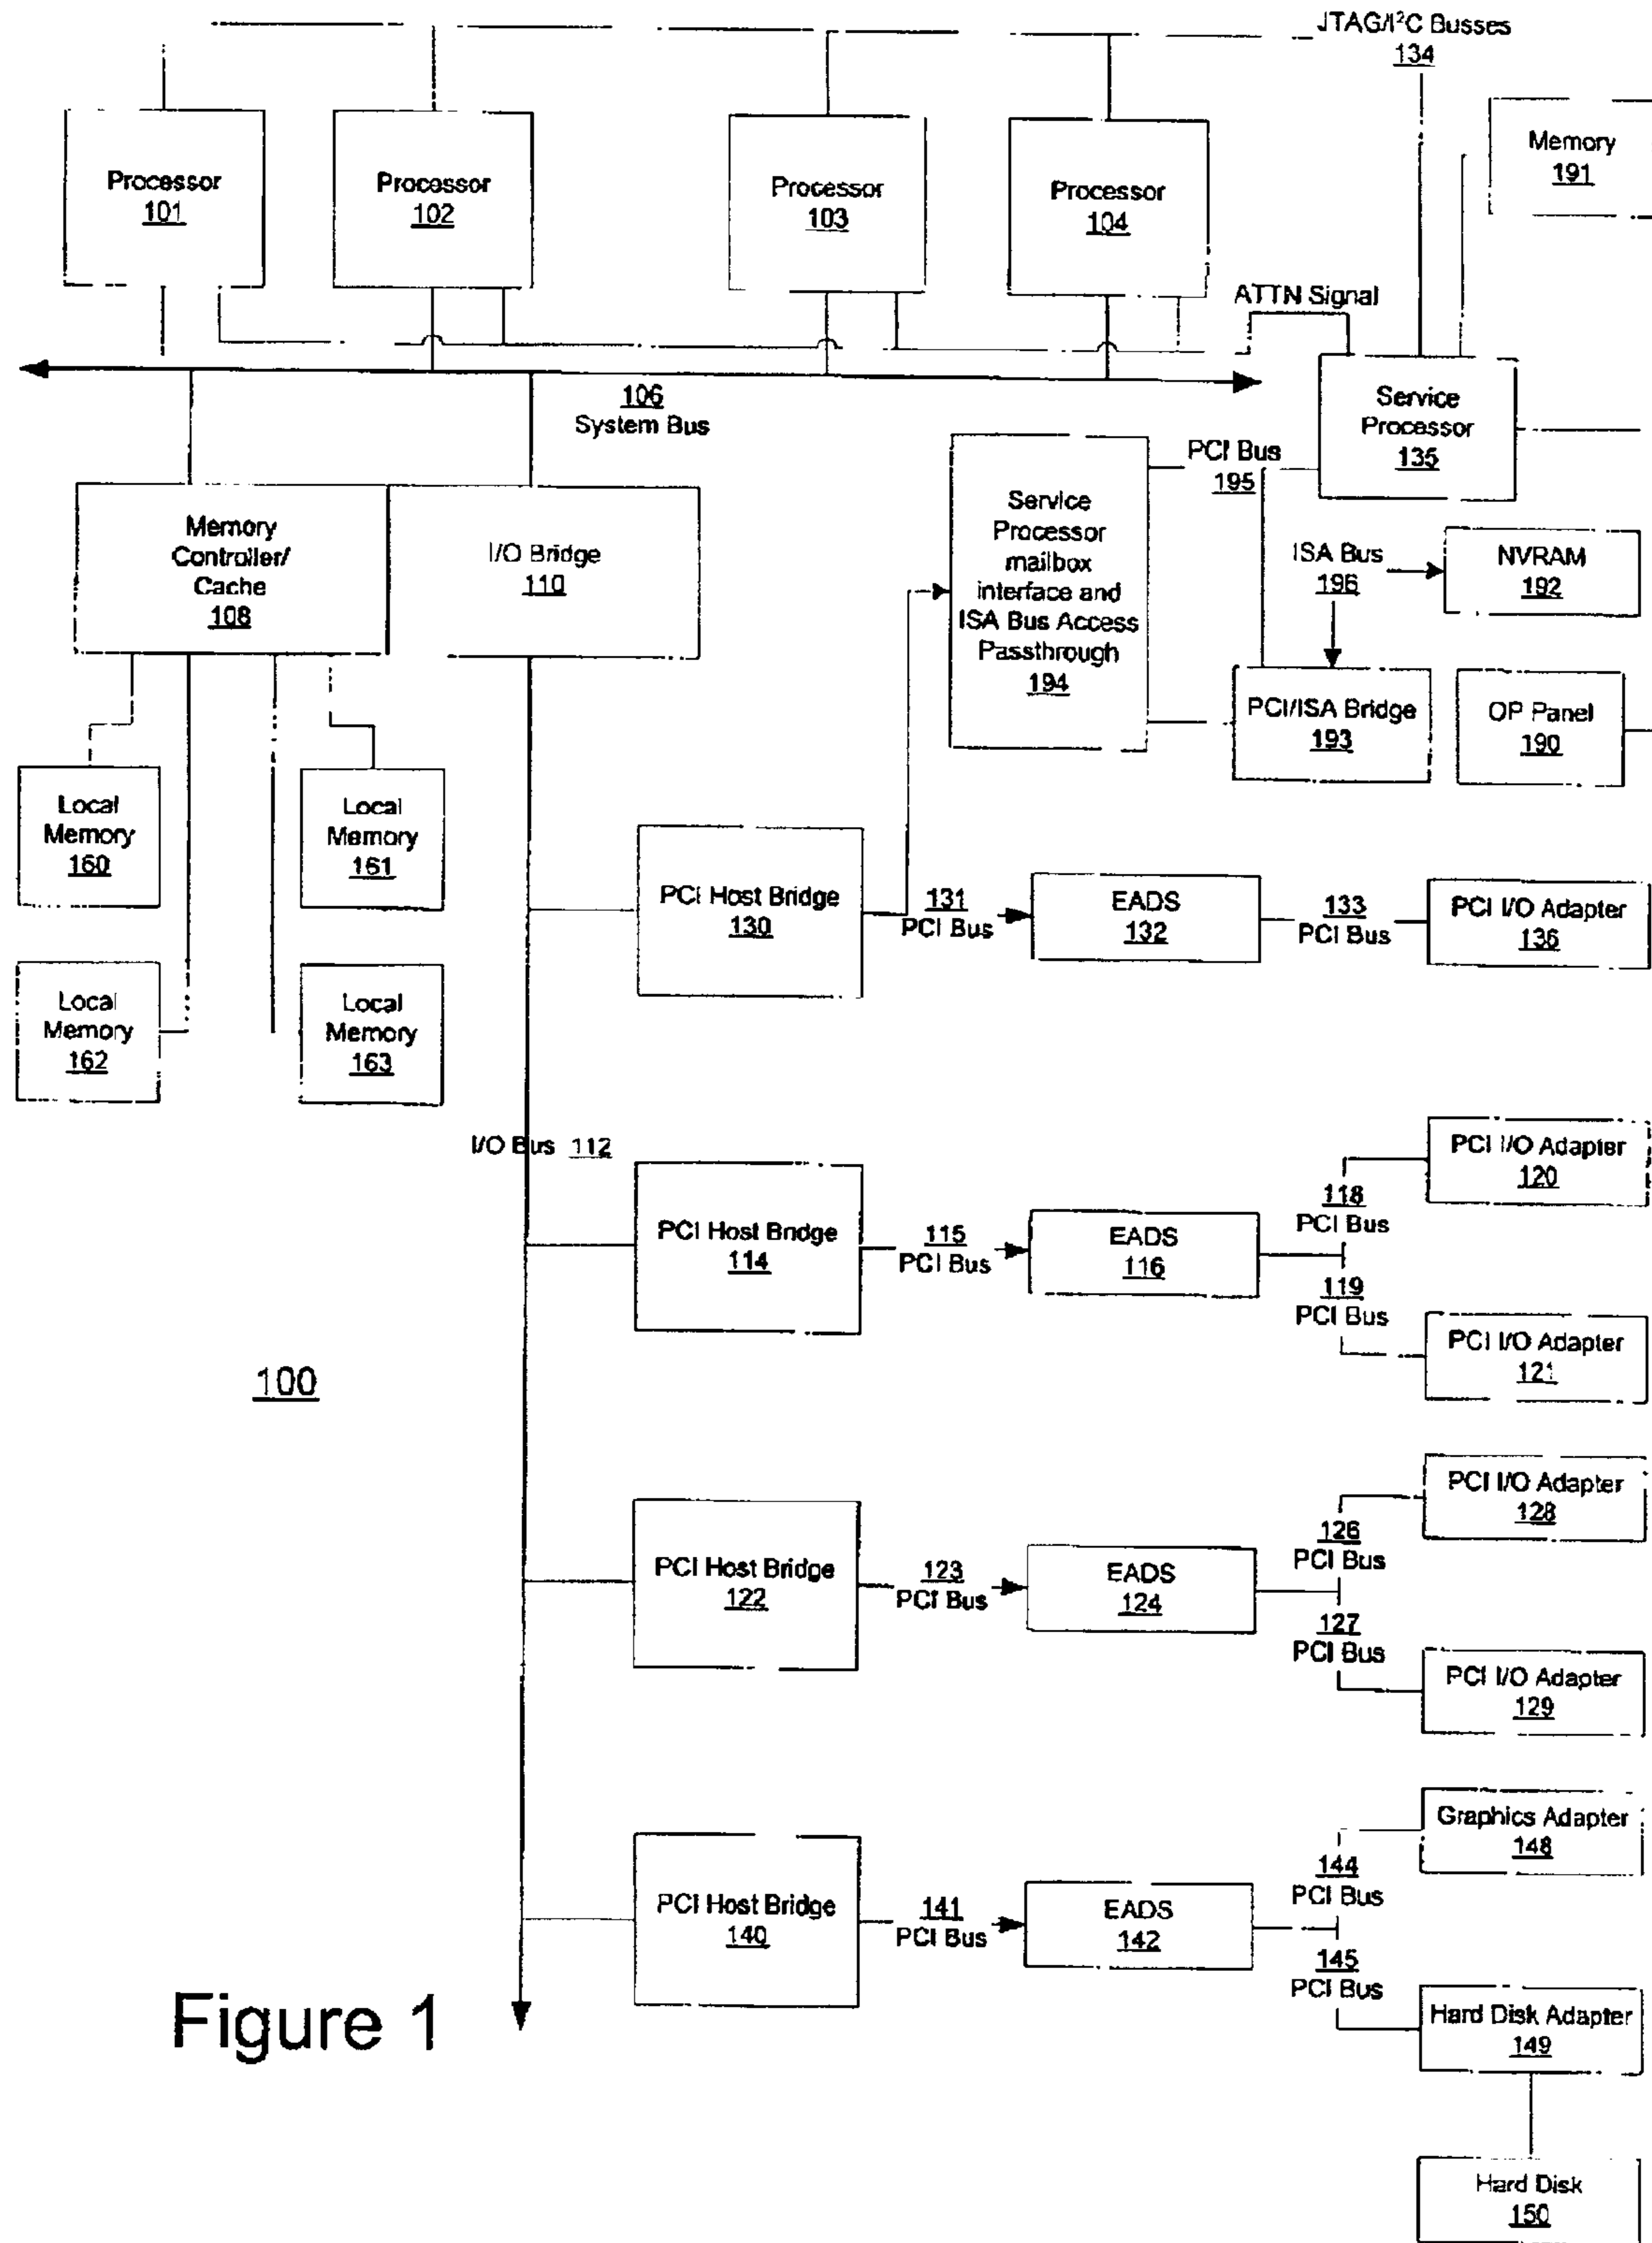 JTAG/I²C Busses
134
Memory
191
Processor
101
Processor
102
Processor
103
Processor
104
ATTN Signal
106
System Bus
Service
Processor
135
PCI Bus
195
Memory
Controller/
Cache
108
I/O Bridge
110
Service
Processor
mailbox
interface and
ISA Bus Access
Passthrough
194
ISA Bus
196
NVRAM
192
PCI/ISA Bridge
193
OP Panel
190
Local
Memory
160
Local
Memory
161
Local
Memory
162
Local
Memory
163
PCI Host Bridge
130
131
PCI Bus
EADS
132
133
PCI Bus
PCI I/O Adapter
136
I/O Bus 112
PCI Host Bridge
114
115
PCI Bus
EADS
116
118
PCI Bus
119
PCI Bus
PCI I/O Adapter
120
PCI I/O Adapter
121
100
PCI Host Bridge
122
123
PCI Bus
EADS
124
126
PCI Bus
127
PCI Bus
PCI I/O Adapter
128
PCI I/O Adapter
129
PCI Host Bridge
140
141
PCI Bus
EADS
142
144
PCI Bus
145
PCI Bus
Graphics Adapter
148
Hard Disk Adapter
149
Hard Disk
150
Figure 1